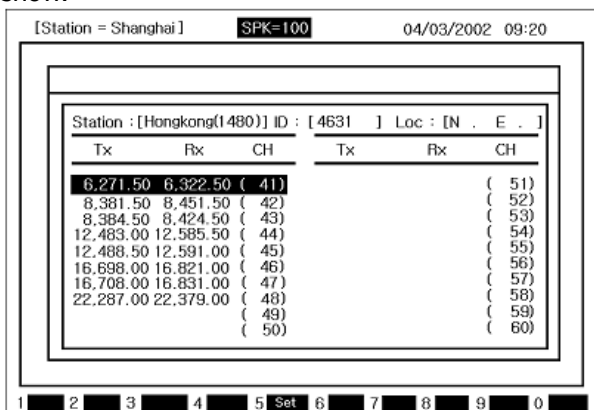 show.
[Station = Shanghai] SPK=100 04/03/2002 09:20
Station : [Hongkong(1480)] ID : [4631 ] Loc : [N . E . ]
Tx Rx CH Tx Rx CH
6,271.50 6,322.50 ( 41) ( 51)
8,381.50 8,451.50 ( 42) ( 52)
8,384.50 8,424.50 ( 43) ( 53)
12,483.00 12,585.50 ( 44) ( 54)
12,488.50 12,591.00 ( 45) ( 55)
16,698.00 16,821.00 ( 46) ( 56)
16,708.00 16,831.00 ( 47) ( 57)
22,287.00 22,379.00 ( 48) ( 58)
( 49) ( 59)
( 50) ( 60)
1 2 3 4 5 Set 6 7 8 9 0